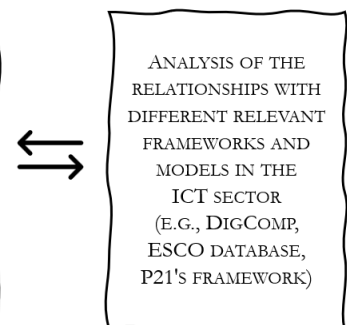 Analysis of the
relationships with
different relevant
frameworks and
models in the
ICT sector
(e.g., DigComp,
ESCO database,
P21's framework)